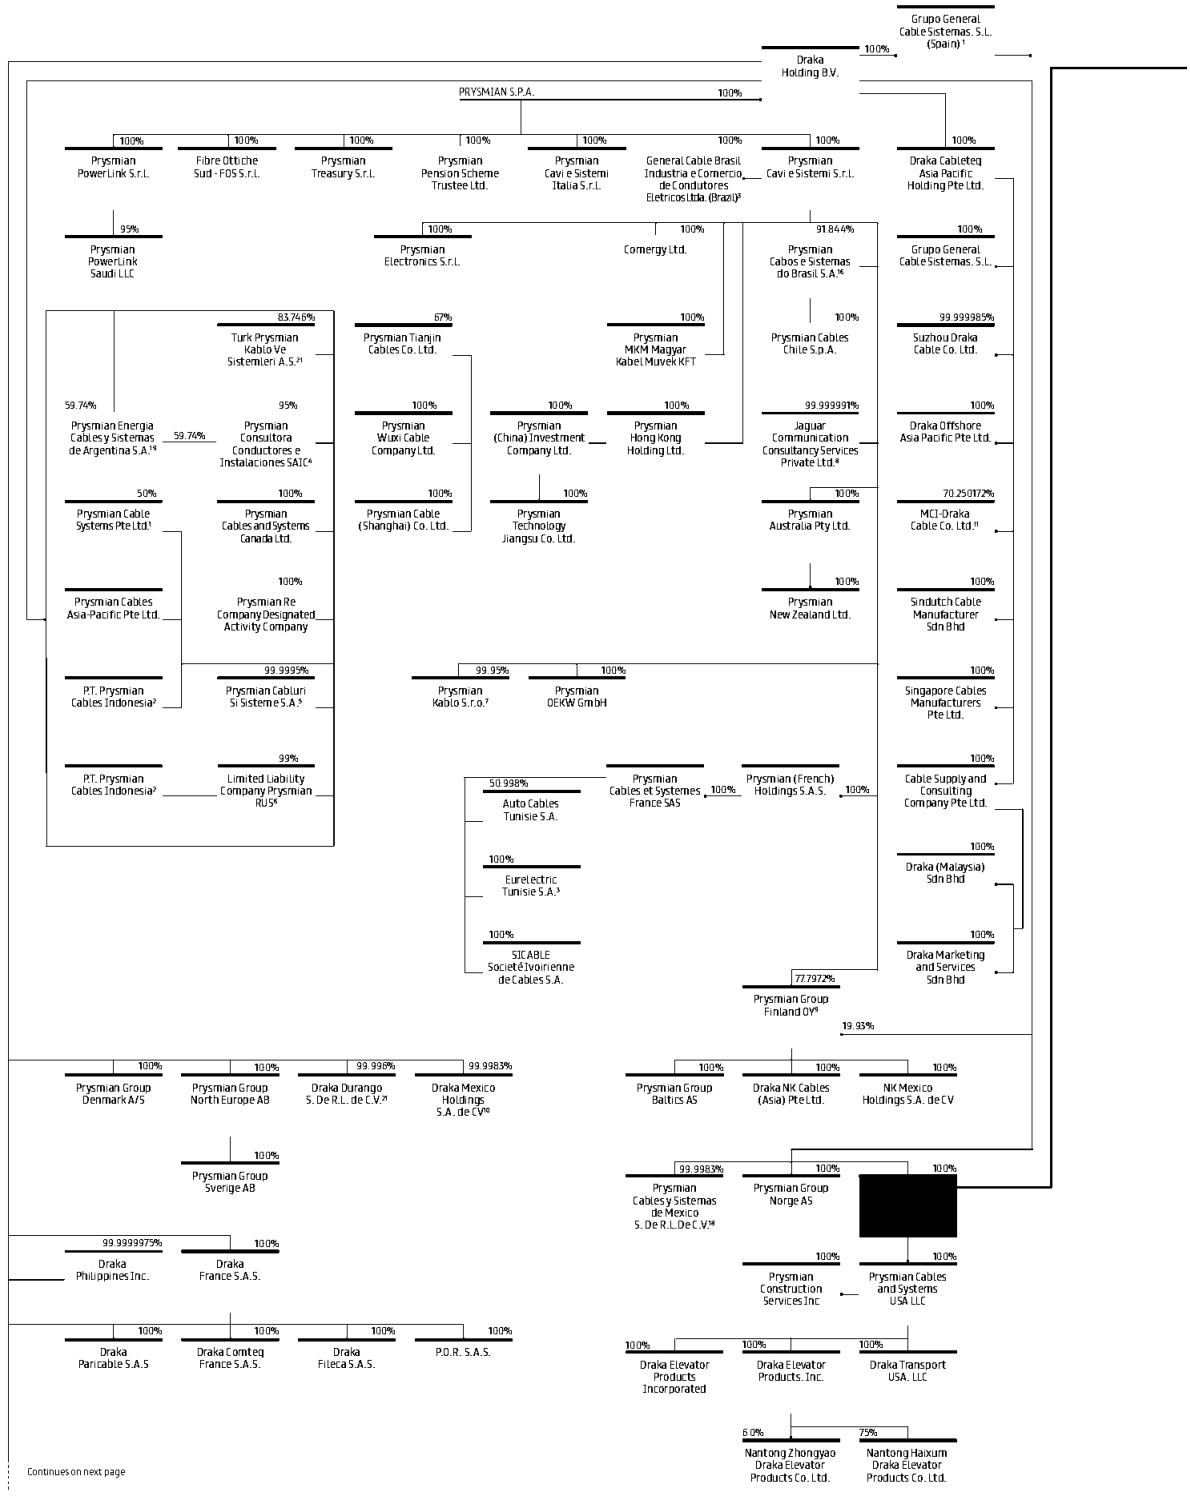 Grupo General
Cable Sistemas. S.L.
(Spain) ¹
100%
Draka
Holding B.V.
PRYSMIAN S.P.A.
100%
100%
Prysmian
PowerLink S.r.l.
100%
Fibre Ottiche
Sud - FOS S.r.l.
100%
Prysmian
Treasury S.r.l.
100%
Prysmian
Pension Scheme
Trustee Ltd.
100%
Prysmian
Cavi e Sistemi
Italia S.r.l.
100%
General Cable Brasil
Industria e Comercio
de Condutores
Eletricos Ltda. (Brazil)³
100%
Prysmian
Cavi e Sistemi S.r.l.
100%
Draka Cableteq
Asia Pacific
Holding Pte Ltd.
95%
Prysmian
PowerLink
Saudi LLC
100%
Prysmian
Electronics S.r.L.
100%
Comergy Ltd.
91.844%
Prysmian
Cabos e Sistemas
do Brasil S.A.¹⁶
100%
Grupo General
Cable Sistemas. S.L.
83.746%
Turk Prysmian
Kablo Ve
Sistemleri A.S.²¹
67%
Prysmian Tianjin
Cables Co. Ltd.
100%
Prysmian
MKM Magyar
Kabel Muvek KFT
100%
Prysmian Cables
Chile S.p.A.
99.999985%
Suzhou Draka
Cable Co. Ltd.
59.74%
Prysmian Energia
Cables y Sistemas
de Argentina S.A.¹⁹
59.74%
95%
Prysmian
Consultora
Conductores e
Instalaciones SAIC⁴
100%
Prysmian
Wuxi Cable
Company Ltd.
100%
Prysmian
(China) Investment
Company Ltd.
100%
Prysmian
Hong Kong
Holding Ltd.
99.999991%
Jaguar
Communication
Consultancy Services
Private Ltd.⁸
100%
Draka Offshore
Asia Pacific Pte Ltd.
50%
Prysmian Cable
Systems Pte Ltd.¹
100%
Prysmian
Cables and Systems
Canada Ltd.
100%
Prysmian Cable
(Shanghai) Co. Ltd.
100%
Prysmian
Technology
Jiangsu Co. Ltd.
100%
Prysmian
Australia Pty Ltd.
70.250172%
MCI-Draka
Cable Co. Ltd.¹¹
Prysmian Cables
Asia-Pacific Pte Ltd.
100%
Prysmian Re
Company Designated
Activity Company
100%
Prysmian
New Zealand Ltd.
100%
Sindutch Cable
Manufacturer
Sdn Bhd
P.T. Prysmian
Cables Indonesia²
99.9995%
Prysmian Cabluri
Si Sisteme S.A.⁵
99.95%
Prysmian
Kablo S.r.o.⁷
100%
Prysmian
OEKW GmbH
100%
Singapore Cables
Manufacturers
Pte Ltd.
P.T. Prysmian
Cables Indonesia²
99%
Limited Liability
Company Prysmian
RUS⁶
50.998%
Auto Cables
Tunisie S.A.
Prysmian
Cables et Systemes
France SAS
100%
Prysmian (French)
Holdings S.A.S.
100%
100%
Cable Supply and
Consulting
Company Pte Ltd.
100%
Eurelectric
Tunisie S.A.³
100%
Draka (Malaysia)
Sdn Bhd
100%
SICABLE
Societé Ivoirienne
de Cables S.A.
100%
Draka Marketing
and Services
Sdn Bhd
77.7972%
Prysmian Group
Finland OY⁹
19.93%
100%
Prysmian Group
Denmark A/S
100%
Prysmian Group
North Europe AB
99.996%
Draka Durango
S. De R.L. de C.V.²¹
99.9983%
Draka Mexico
Holdings
S.A. de CV¹⁰
100%
Prysmian Group
Baltics AS
100%
Draka NK Cables
(Asia) Pte Ltd.
100%
NK Mexico
Holdings S.A. de CV
100%
Prysmian Group
Sverige AB
99.9983%
Prysmian
Cables y Sistemas
de Mexico
S. De R.L.De C.V.¹⁸
100%
Prysmian Group
Norge AS
100%
99.9999975%
Draka
Philippines Inc.
100%
Draka
France S.A.S.
100%
Prysmian
Construction
Services Inc
100%
Prysmian Cables
and Systems
USA LLC
100%
Draka
Paricable S.A.S
100%
Draka Comteq
France S.A.S.
100%
Draka
Fileca S.A.S.
100%
P.O.R. S.A.S.
100%
Draka Elevator
Products
Incorporated
100%
Draka Elevator
Products. Inc.
100%
Draka Transport
USA. LLC
60%
Nantong Zhongyao
Draka Elevator
Products Co. Ltd.
75%
Nantong Haixum
Draka Elevator
Products Co. Ltd.
Continues on next page